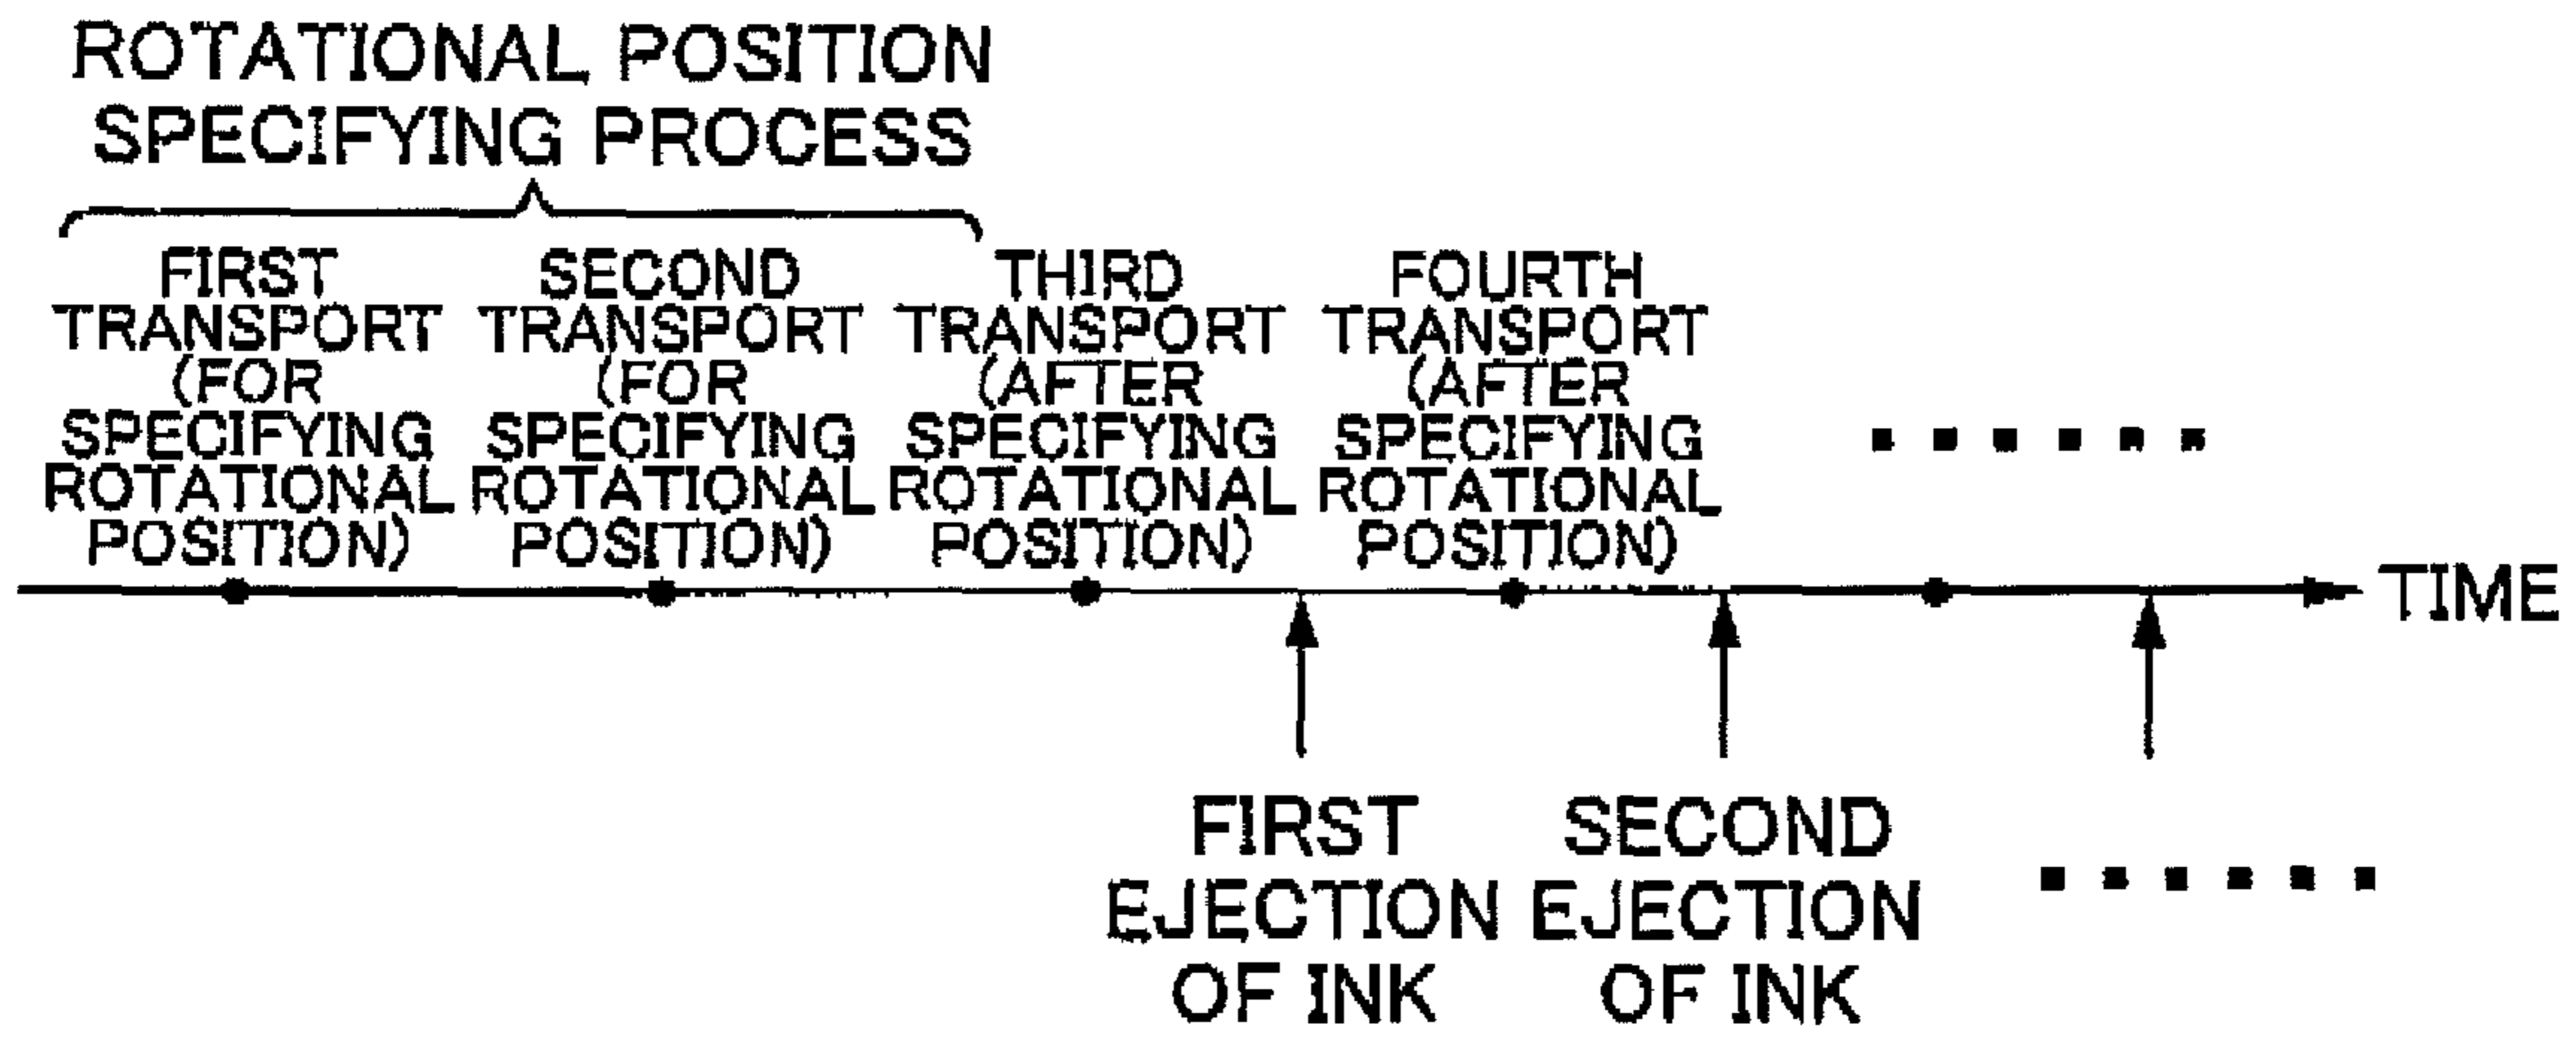 ROTATIONAL POSITION
SPECIFYING PROCESS
FIRST
TRANSPORT
(FOR
SPECIFYING
ROTATIONAL
POSITION)
SECOND
TRANSPORT
(FOR
SPECIFYING
ROTATIONAL
POSITION)
THIRD
TRANSPORT
(AFTER
SPECIFYING
ROTATIONAL
POSITION)
FOURTH
TRANSPORT
(AFTER
SPECIFYING
ROTATIONAL
POSITION)
TIME
FIRST
EJECTION
OF INK
SECOND
EJECTION
OF INK